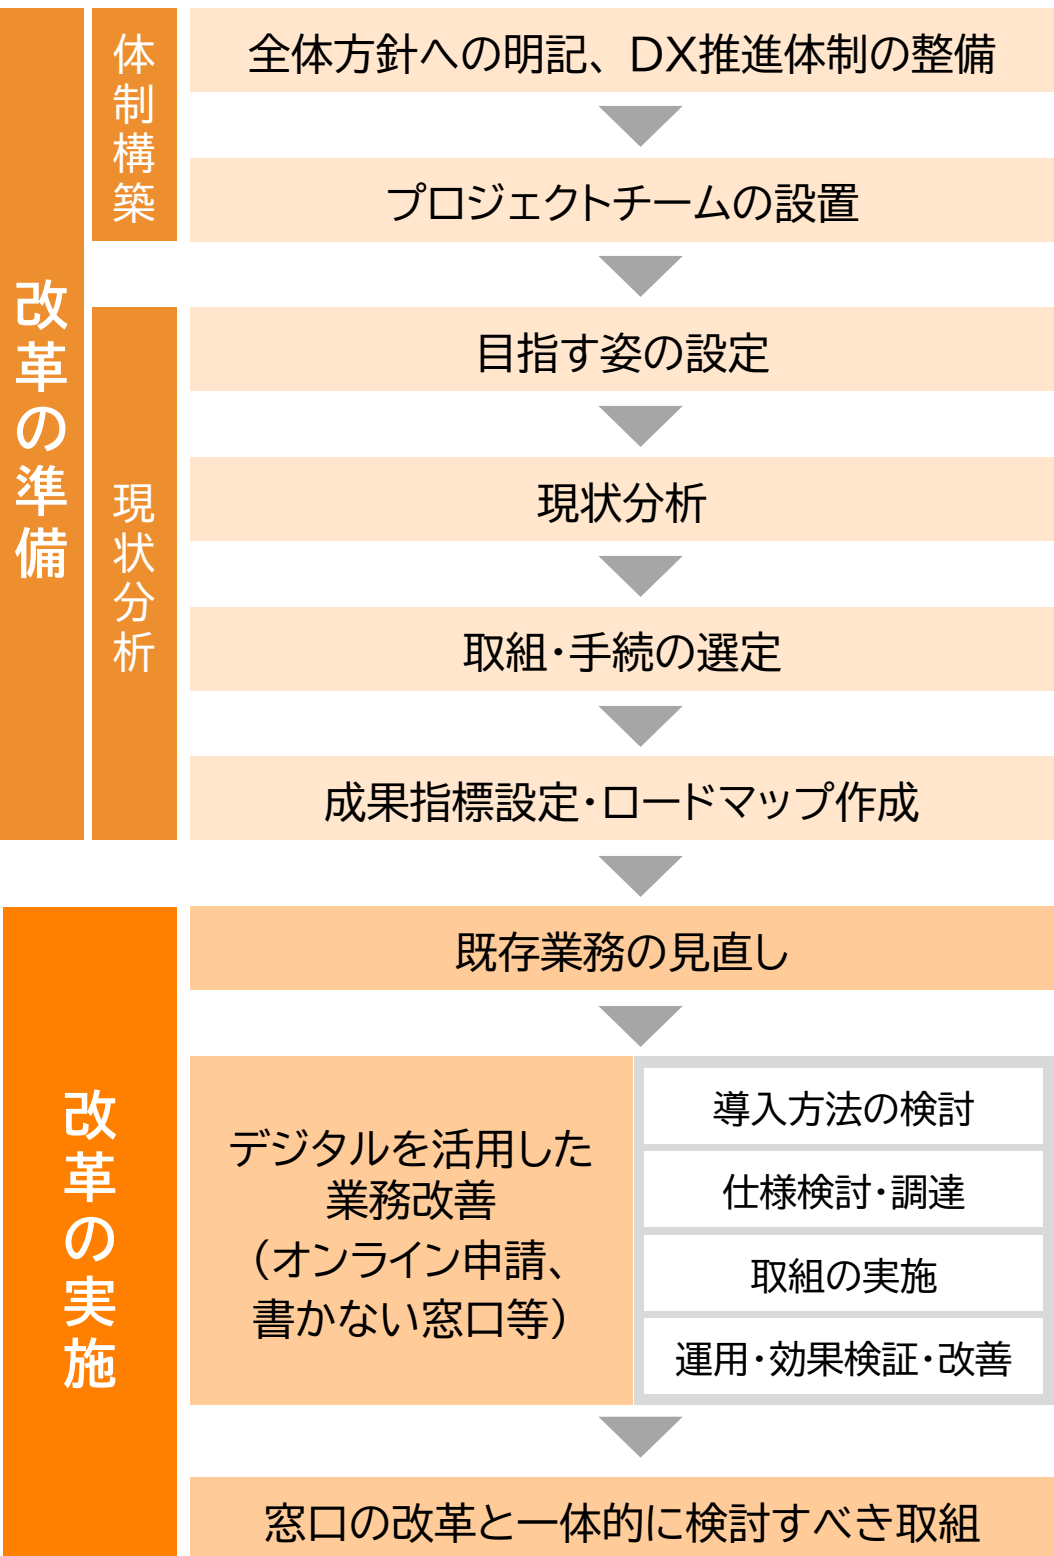 改革の準備
体制構築
全体方針への明記、DX推進体制の整備
プロジェクトチームの設置
現状分析
目指す姿の設定
現状分析
取組・手続の選定
成果指標設定・ロードマップ作成
改革の実施
既存業務の見直し
デジタルを活用した
業務改善
（オンライン申請、
書かない窓口等）
導入方法の検討
仕様検討・調達
取組の実施
運用・効果検証・改善
窓口の改革と一体的に検討すべき取組